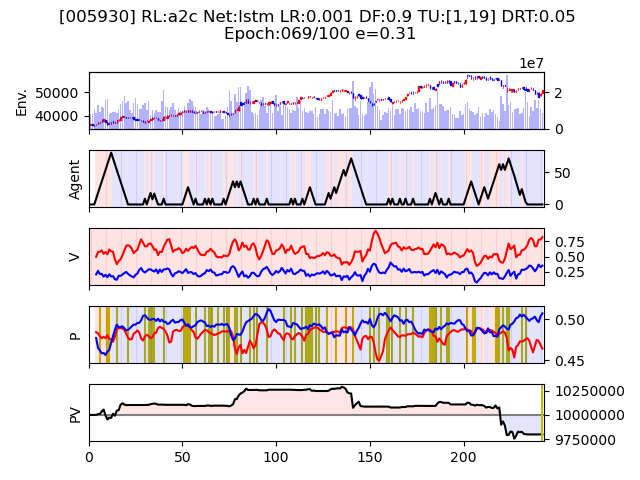 [005930] RL:a2c Net:lstm LR:0.001 DF:0.9 TU:[1,19] DRT:0.05
Epoch:069/100 e=0.31
1e7
Env.
50000
40000
2
0
Agent
50
0
V
0.75
0.50
0.25
P
0.50
0.45
PV
10250000
10000000
9750000
0
50
100
150
200